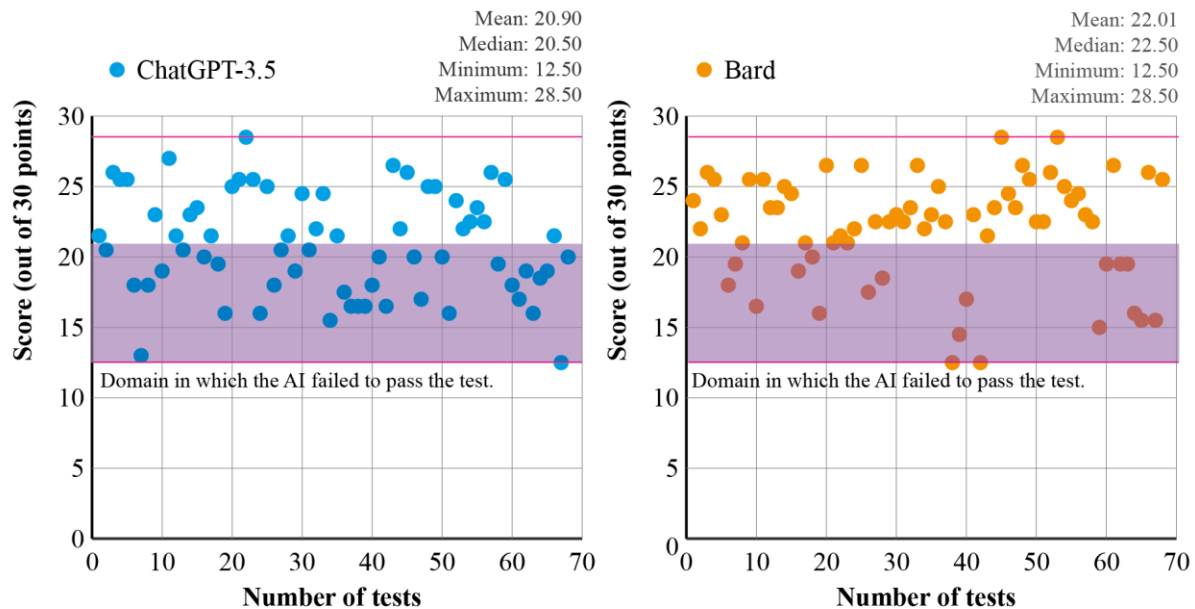 Mean: 20.90
Median: 20.50
Minimum: 12.50
Maximum: 28.50
ChatGPT-3.5
Score (out of 30 points)
30
25
20
15
10
5
0
Domain in which the AI failed to pass the test.
0 10 20 30 40 50 60 70
Number of tests
Mean: 22.01
Median: 22.50
Minimum: 12.50
Maximum: 28.50
Bard
Score (out of 30 points)
30
25
20
15
10
5
0
Domain in which the AI failed to pass the test.
0 10 20 30 40 50 60 70
Number of tests